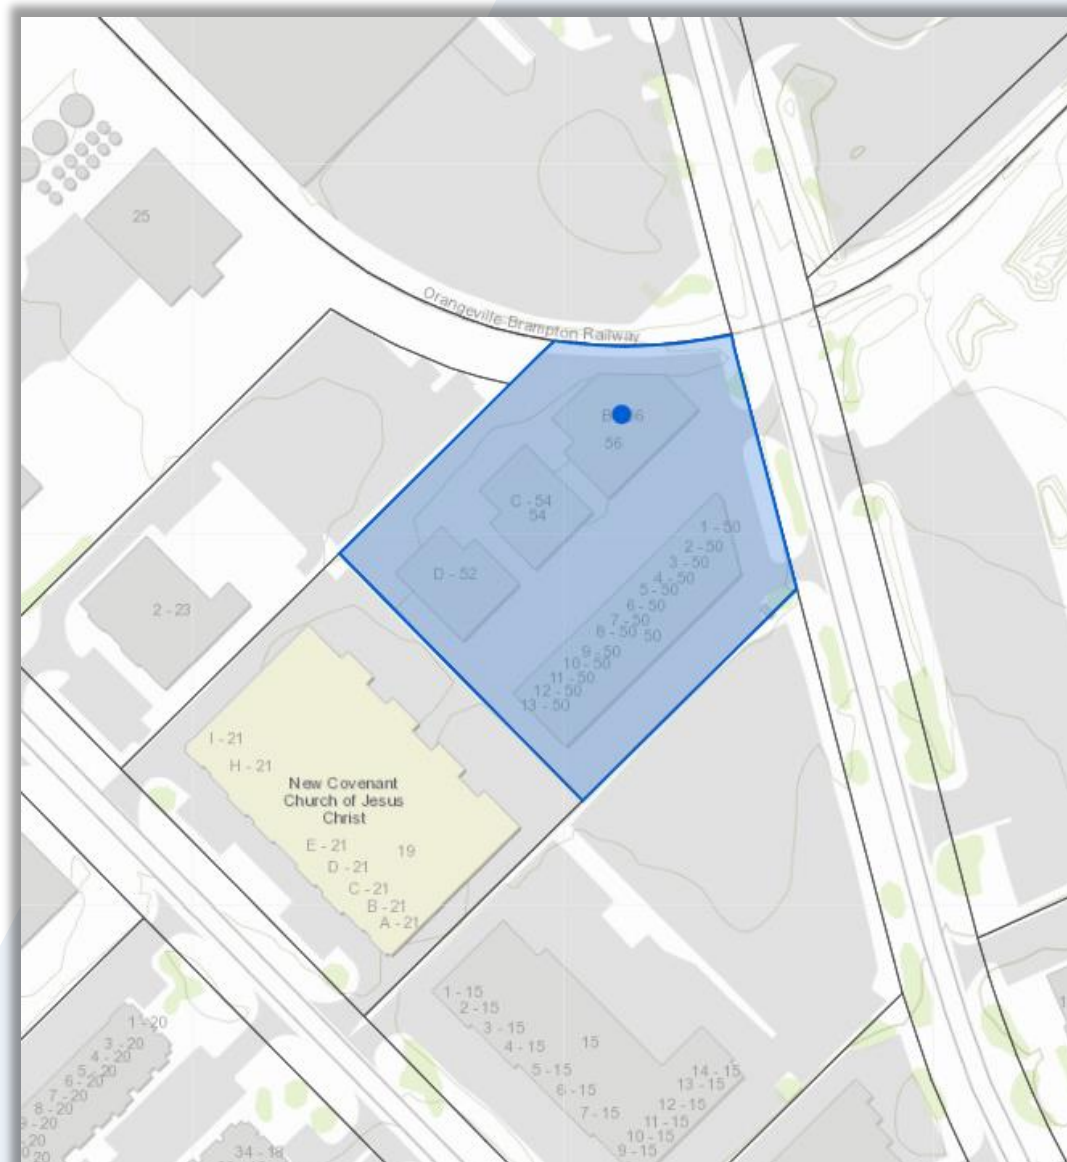 25
Orangeville Brampton Railway
56
C - 54
54
1 - 50
2 - 50
3 - 50
4 - 50
5 - 50
D - 52
6 - 50
7 - 50
8 - 50
50
2 - 23
9 - 50
10 - 50
11 - 50
12 - 50
13 - 50
I - 21
H - 21
New Covenant
Church of Jesus
Christ
E - 21
19
D - 21
C - 21
B - 21
A - 21
1 - 15
2 - 15
3 - 15
4 - 15
15
5 - 15
6 - 15
7 - 15
14 - 15
13 - 15
12 - 15
11 - 15
10 - 15
9 - 15
1 - 20
3 - 20
4 - 20
5 - 20
6 - 20
7 - 20
8 - 20
34 - 18